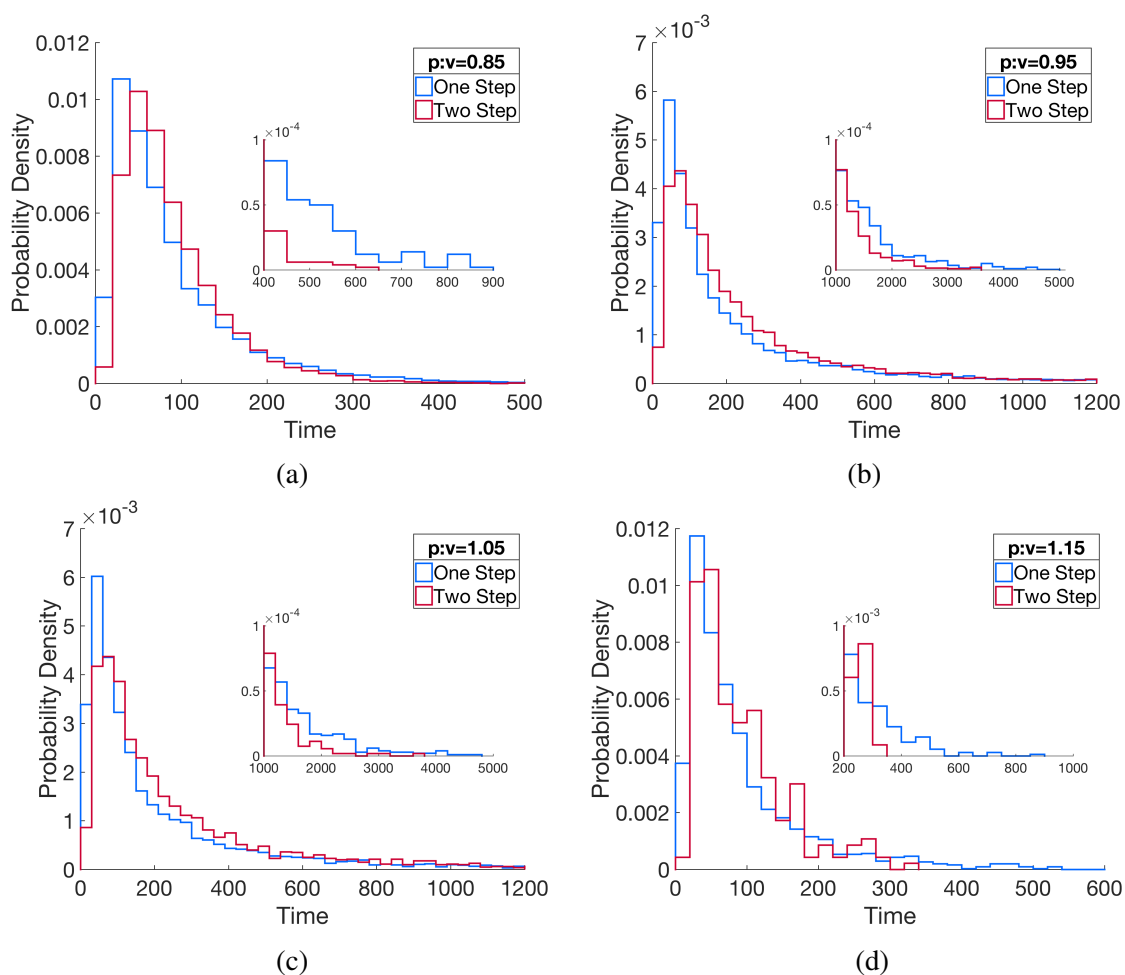 0.012
0.01
0.008
0.006
0.004
0.002
0
Probability Density
0 100 200 300 400 500
Time
p:v=0.85
One Step
Two Step
×10⁻⁴
1
0.5
0
400 500 600 700 800 900
(a)
7 ×10⁻³
6
5
4
3
2
1
0
Probability Density
0 200 400 600 800 1000 1200
Time
p:v=0.95
One Step
Two Step
1 ×10⁻⁴
0.5
0
1000 2000 3000 4000 5000
(b)
7 ×10⁻³
6
5
4
3
2
1
0
Probability Density
0 200 400 600 800 1000 1200
Time
p:v=1.05
One Step
Two Step
1 ×10⁻⁴
0.5
0
1000 2000 3000 4000 5000
(c)
0.012
0.01
0.008
0.006
0.004
0.002
0
Probability Density
0 100 200 300 400 500 600
Time
p:v=1.15
One Step
Two Step
1 ×10⁻³
0.5
0
200 400 600 800 1000
(d)